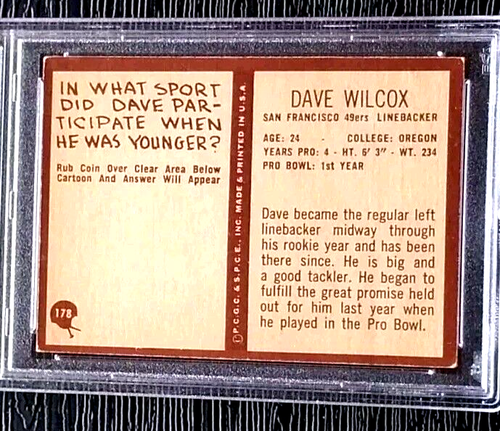 IN WHAT SPORT
DID DAVE PAR-
TICIPATE WHEN
HE WAS YOUNGER?
Rub Coin Over Clear Area Below
Cartoon And Answer Will Appear
178
©P.C.G.C. & S.P.C.E., INC. MADE & PRINTED IN U.S.A.
DAVE WILCOX
SAN FRANCISCO 49ers LINEBACKER
AGE: 24 - COLLEGE: OREGON
YEARS PRO: 4 - HT. 6' 3" - WT. 234
PRO BOWL: 1st YEAR
Dave became the regular left
linebacker midway through
his rookie year and has been
there since. He is big and
a good tackler. He began to
fulfill the great promise held
out for him last year when
he played in the Pro Bowl.